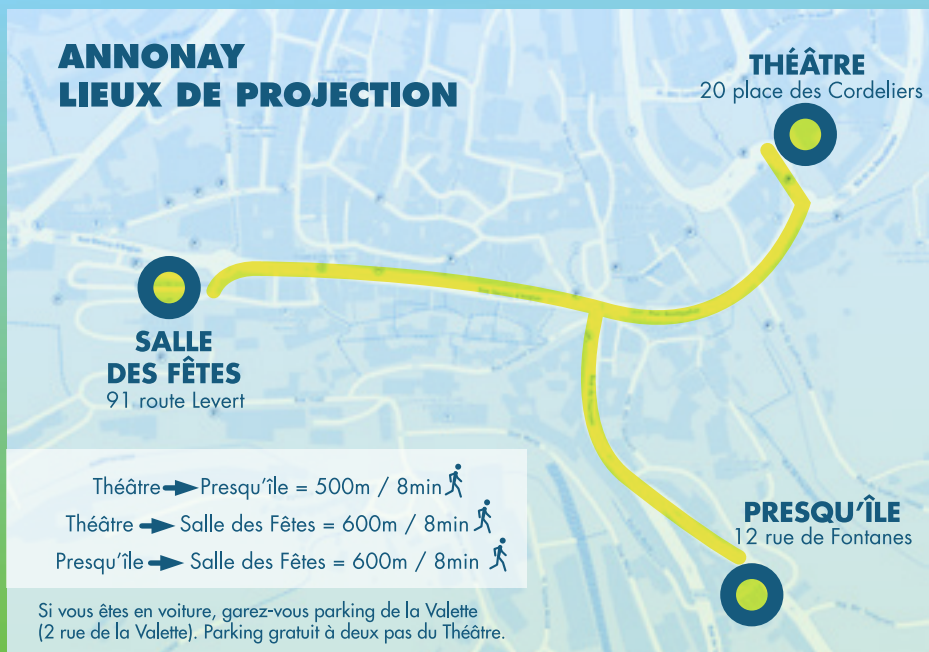 ANNONAY
LIEUX DE PROJECTION
THÉÂTRE
20 place des Cordeliers
SALLE
DES FÊTES
91 route Levert
PRESQU'ÎLE
12 rue de Fontanes
Théâtre → Presqu'île = 500m / 8min
Théâtre → Salle des Fêtes = 600m / 8min
Presqu'île → Salle des Fêtes = 600m / 8min
Si vous êtes en voiture, garez-vous parking de la Valette
(2 rue de la Valette). Parking gratuit à deux pas du Théâtre.